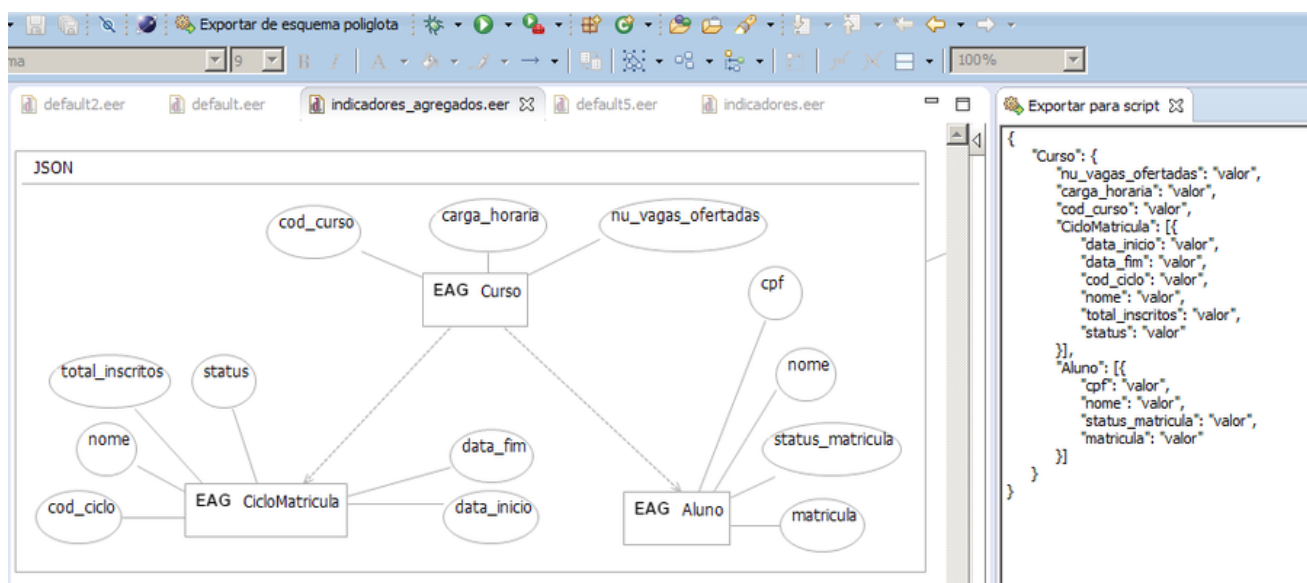 Exportar de esquema poliglota
ma
9
B I
A
100%
default2.eer
default.eer
indicadores_agregados.eer
default5.eer
indicadores.eer
Exportar para script
JSON
cod_curso
carga_horaria
nu_vagas_ofertadas
EAG Curso
cpf
total_inscritos
status
nome
nome
data_fim
status_matricula
cod_ciclo
EAG CicloMatricula
data_inicio
EAG Aluno
matricula
{
"Curso": {
"nu_vagas_ofertadas": "valor",
"carga_horaria": "valor",
"cod_curso": "valor",
"CicloMatricula": [{
"data_inicio": "valor",
"data_fim": "valor",
"cod_ciclo": "valor",
"nome": "valor",
"total_inscritos": "valor",
"status": "valor"
}],
"Aluno": [{
"cpf": "valor",
"nome": "valor",
"status_matricula": "valor",
"matricula": "valor"
}]
}
}